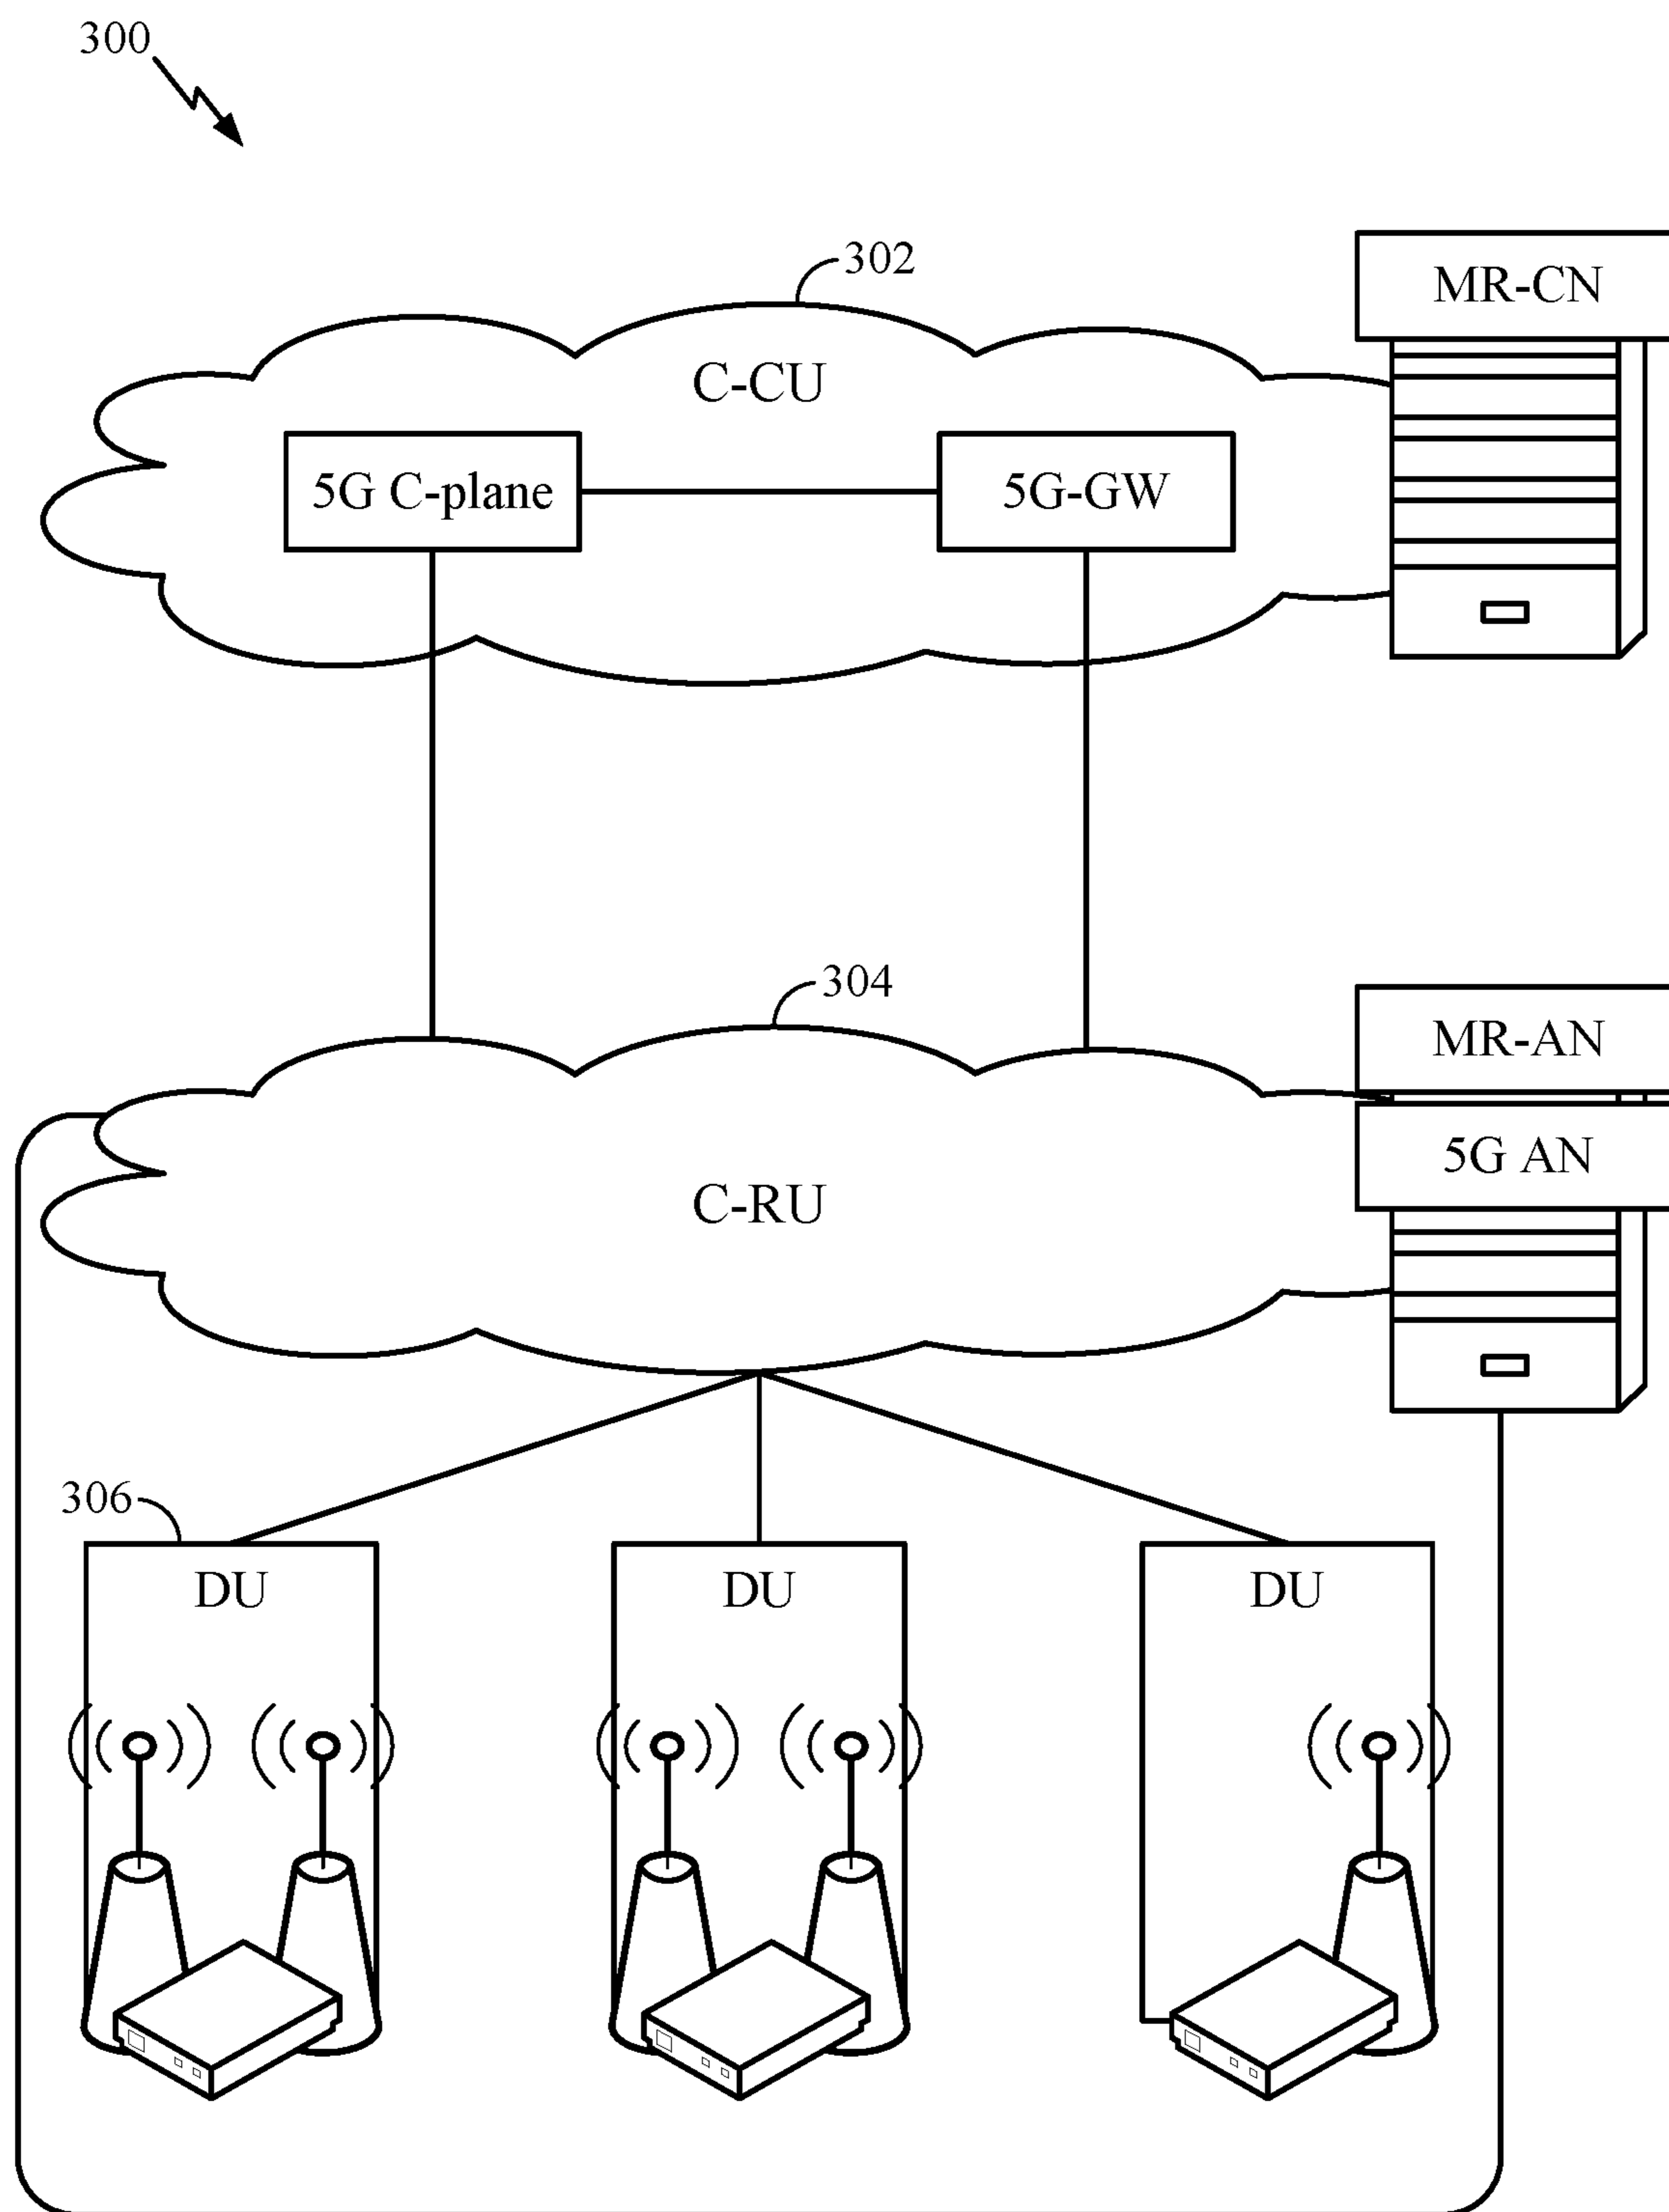 300
302
MR-CN
C-CU
5G C-plane
5G-GW
304
MR-AN
5G AN
C-RU
306
DU
DU
DU